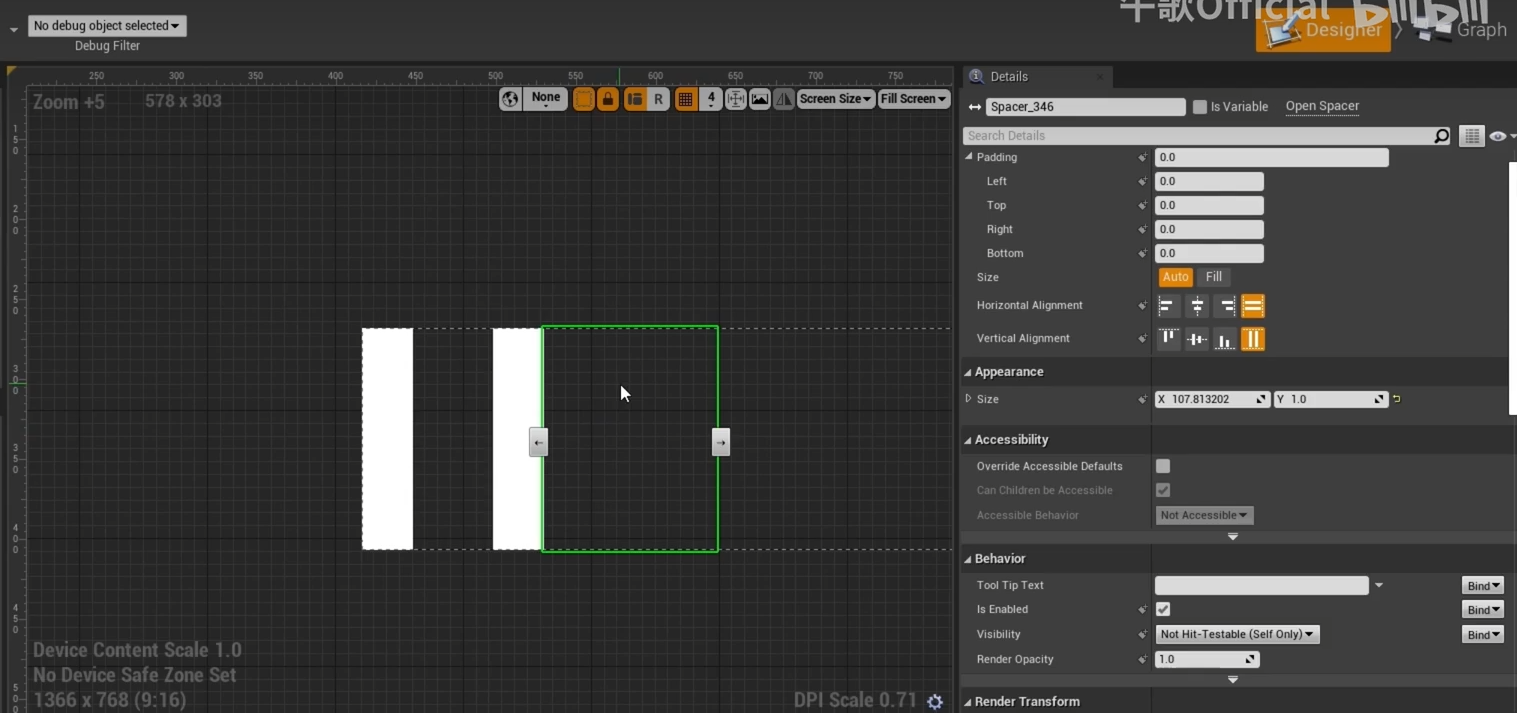 牛歌Official bilibili
No debug object selected
Debug Filter
Designer
Graph
250 300 350 400 450 500 550 600 650 700 750
Zoom +5
578 x 303
None
R
4
Screen Size
Fill Screen
150
200
250
300
350
400
450
50
Device Content Scale 1.0
No Device Safe Zone Set
1366 x 768 (9:16)
DPI Scale 0.71
Details
Spacer_346
Is Variable
Open Spacer
Search Details
Padding 0.0
Left 0.0
Top 0.0
Right 0.0
Bottom 0.0
Size Auto Fill
Horizontal Alignment
Vertical Alignment
Appearance
Size X 107.813202 Y 1.0
Accessibility
Override Accessible Defaults
Can Children be Accessible
Accessible Behavior Not Accessible
Behavior
Tool Tip Text Bind
Is Enabled Bind
Visibility Not Hit-Testable (Self Only) Bind
Render Opacity 1.0
Render Transform